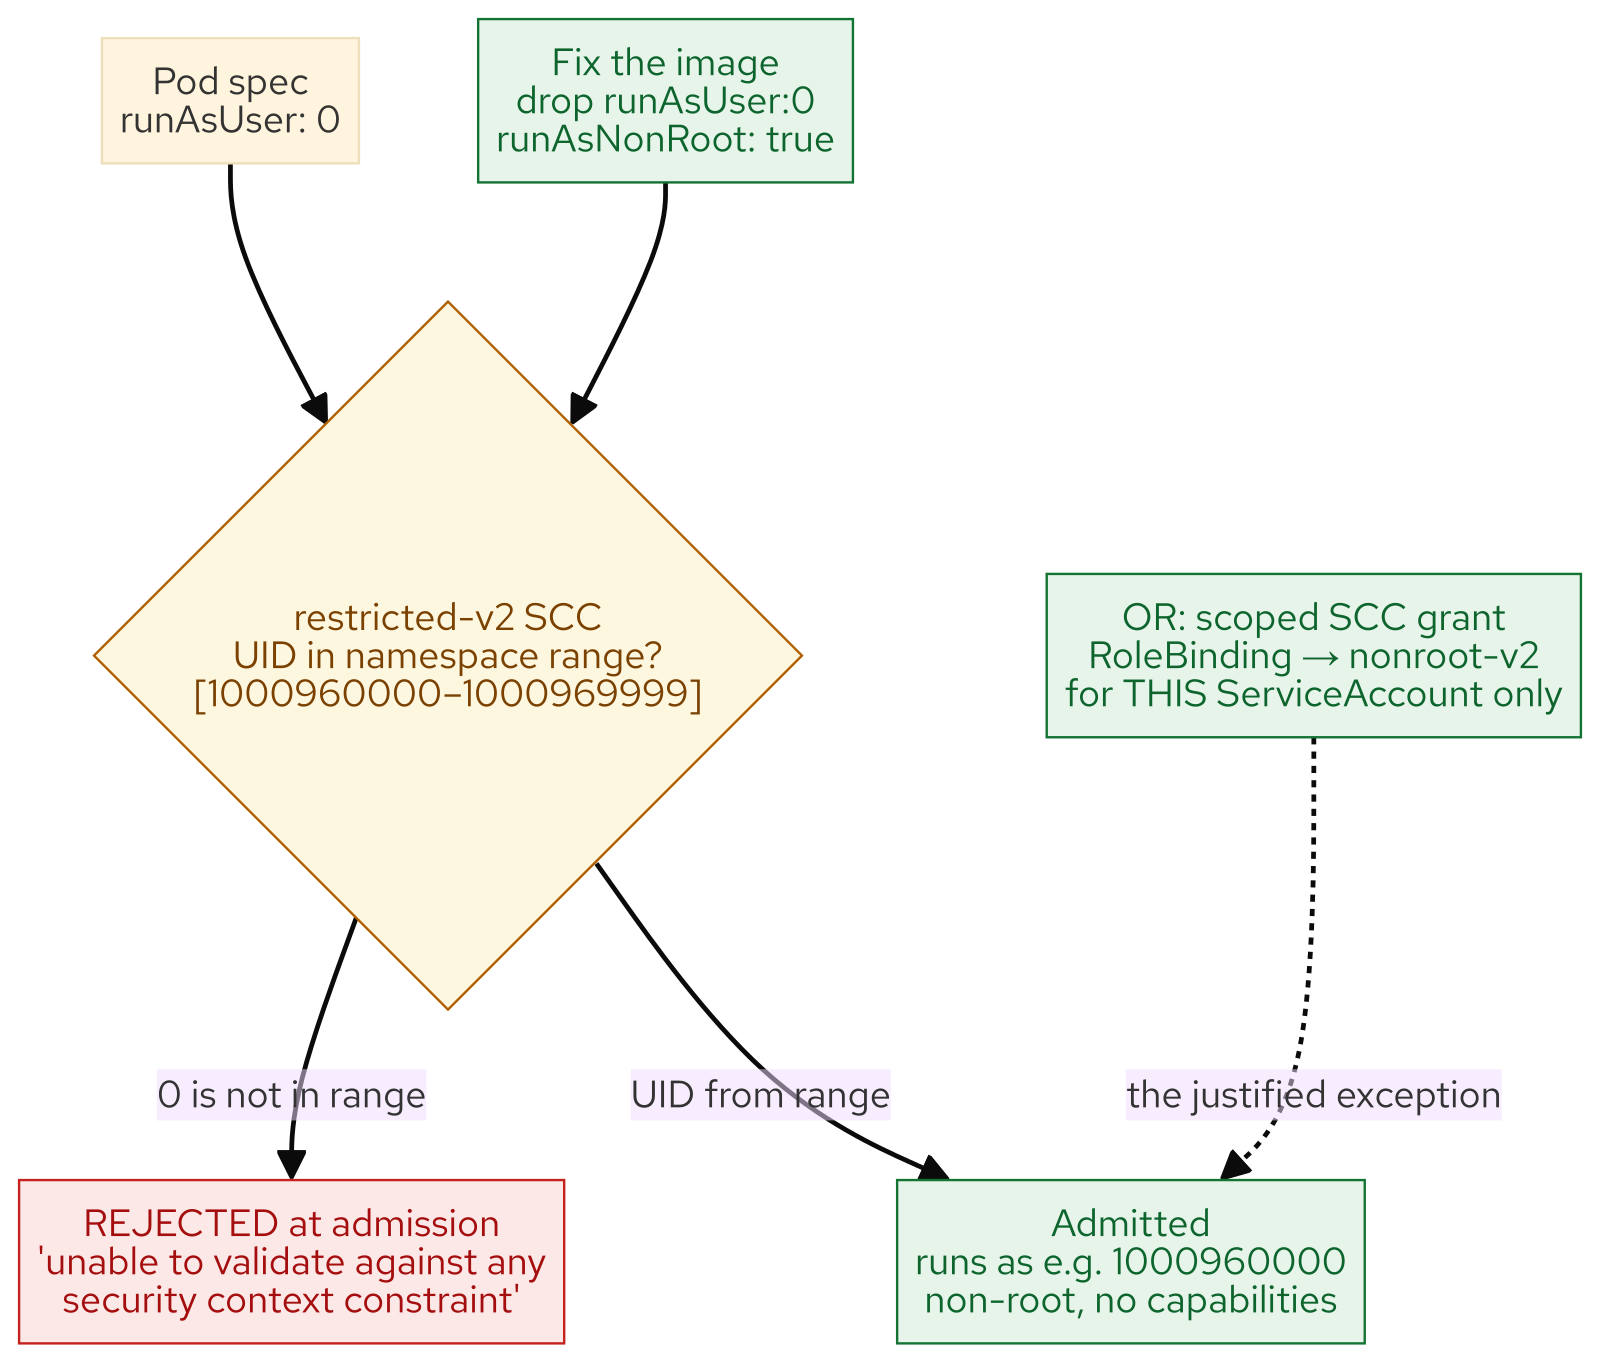 Pod spec
runAsUser: 0
Fix the image
drop runAsUser:0
runAsNonRoot: true
restricted-v2 SCC
UID in namespace range?
[1000960000–1000969999]
OR: scoped SCC grant
RoleBinding → nonroot-v2
for THIS ServiceAccount only
0 is not in range
UID from range
the justified exception
REJECTED at admission
'unable to validate against any
security context constraint'
Admitted
runs as e.g. 1000960000
non-root, no capabilities